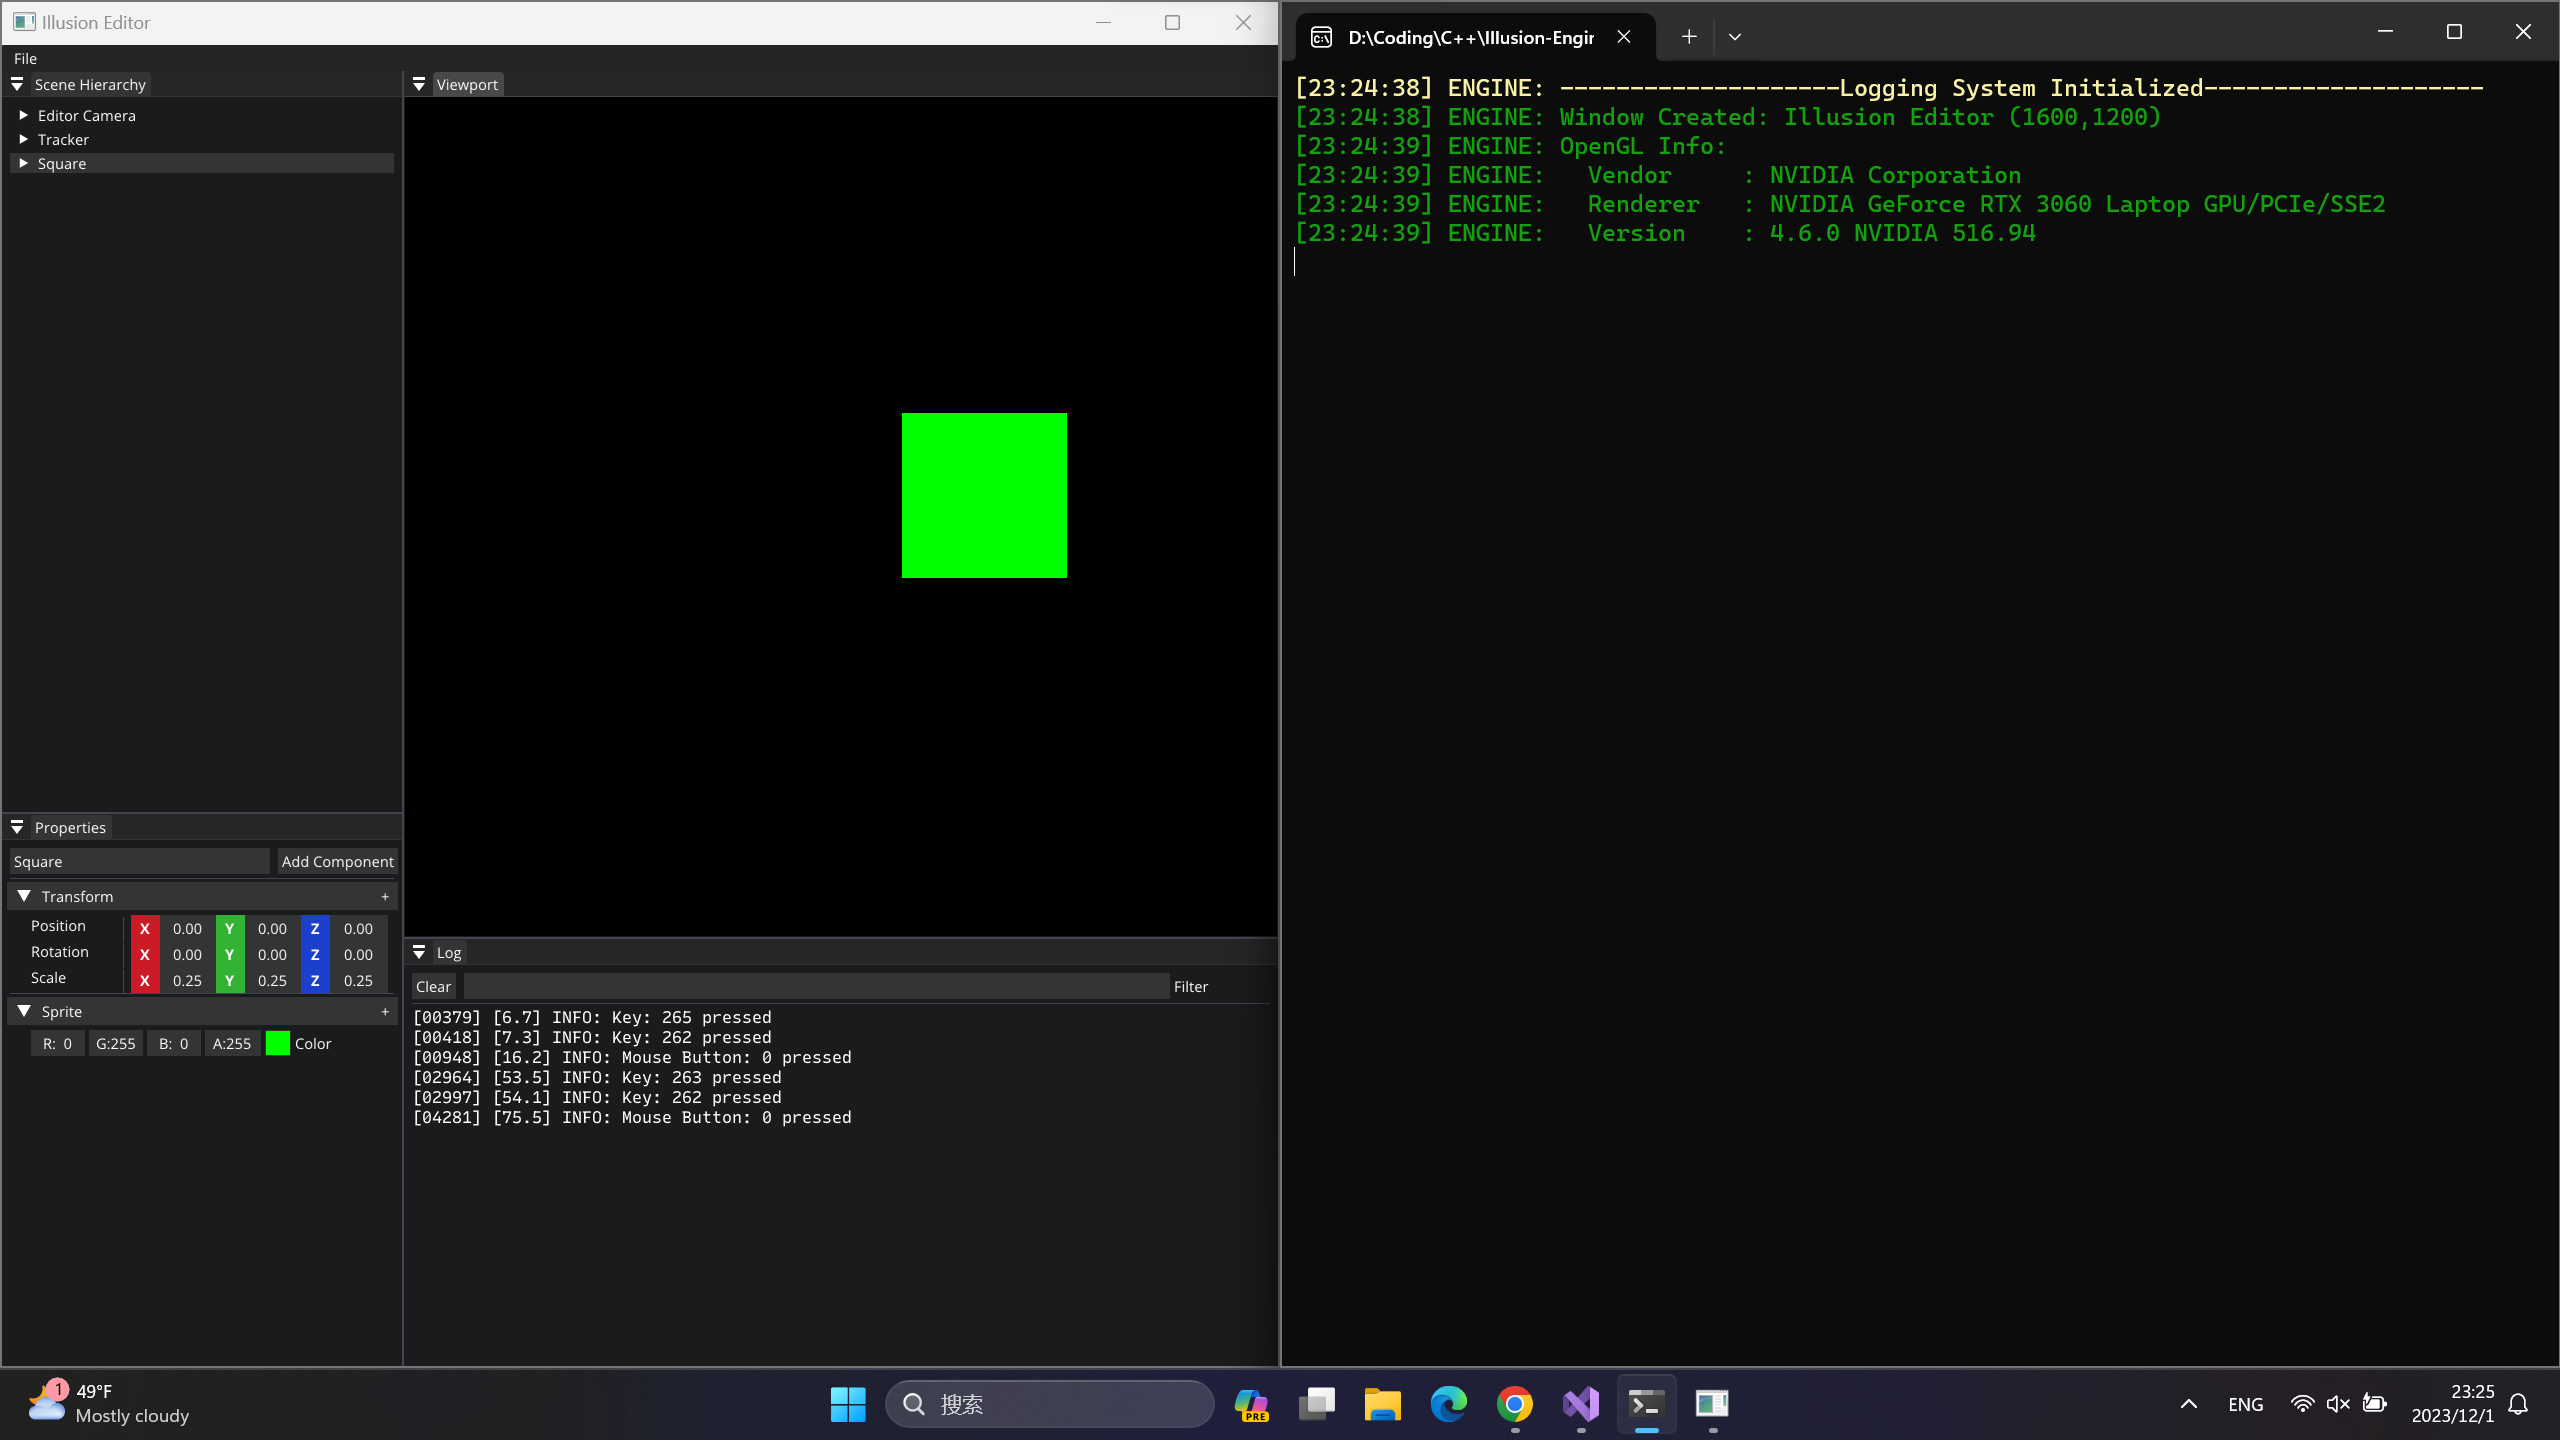 Illusion Editor
File
Scene Hierarchy
Editor Camera
Tracker
Square
Viewport
Properties
Square
Add Component
Transform +
Position X 0.00 Y 0.00 Z 0.00
Rotation X 0.00 Y 0.00 Z 0.00
Scale X 0.25 Y 0.25 Z 0.25
Sprite +
R: 0 G:255 B: 0 A:255 Color
Log
Clear Filter
[00379] [6.7] INFO: Key: 265 pressed
[00418] [7.3] INFO: Key: 262 pressed
[00948] [16.2] INFO: Mouse Button: 0 pressed
[02964] [53.5] INFO: Key: 263 pressed
[02997] [54.1] INFO: Key: 262 pressed
[04281] [75.5] INFO: Mouse Button: 0 pressed
D:\Coding\C++\Illusion-Engin
[23:24:38] ENGINE: --------------------Logging System Initialized--------------------
[23:24:38] ENGINE: Window Created: Illusion Editor (1600,1200)
[23:24:39] ENGINE: OpenGL Info:
[23:24:39] ENGINE:   Vendor     : NVIDIA Corporation
[23:24:39] ENGINE:   Renderer   : NVIDIA GeForce RTX 3060 Laptop GPU/PCIe/SSE2
[23:24:39] ENGINE:   Version    : 4.6.0 NVIDIA 516.94
1
49°F
Mostly cloudy
搜索
PRE
ENG
23:25
2023/12/1